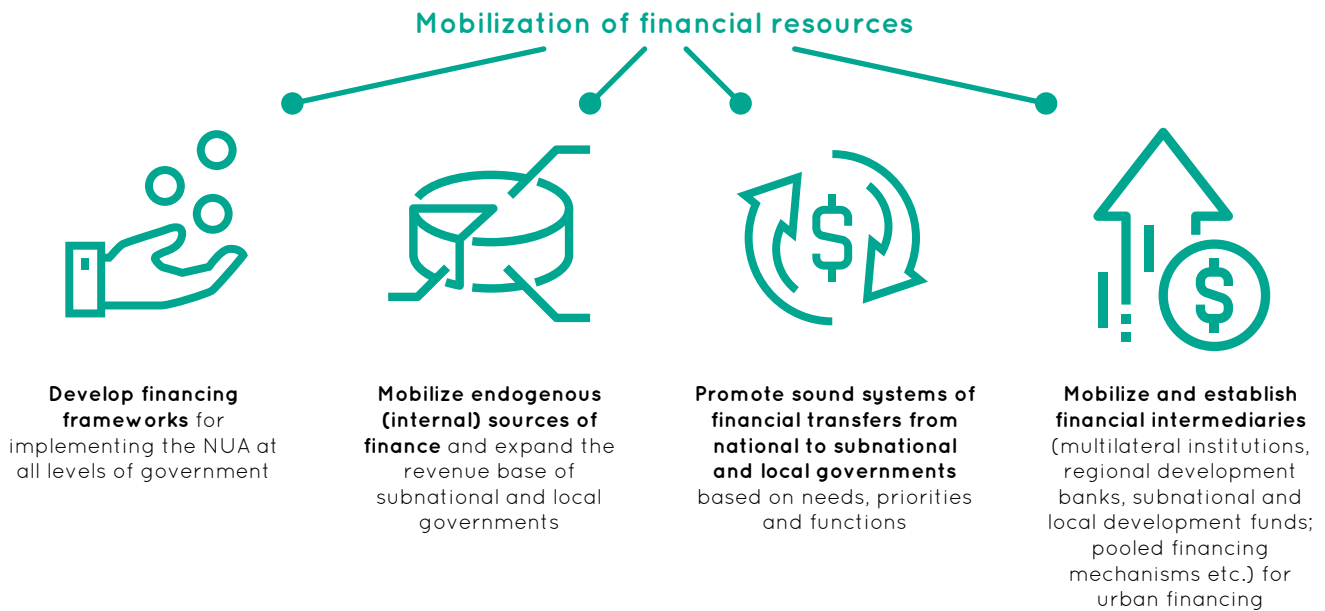 Mobilization of financial resources
$
$
Develop financing
frameworks for
implementing the NUA at
all levels of government
Mobilize endogenous
(internal) sources of
finance and expand the
revenue base of
subnational and local
governments
Promote sound systems of
financial transfers from
national to subnational
and local governments
based on needs, priorities
and functions
Mobilize and establish
financial intermediaries
(multilateral institutions,
regional development
banks, subnational and
local development funds;
pooled financing
mechanisms etc.) for
urban financing